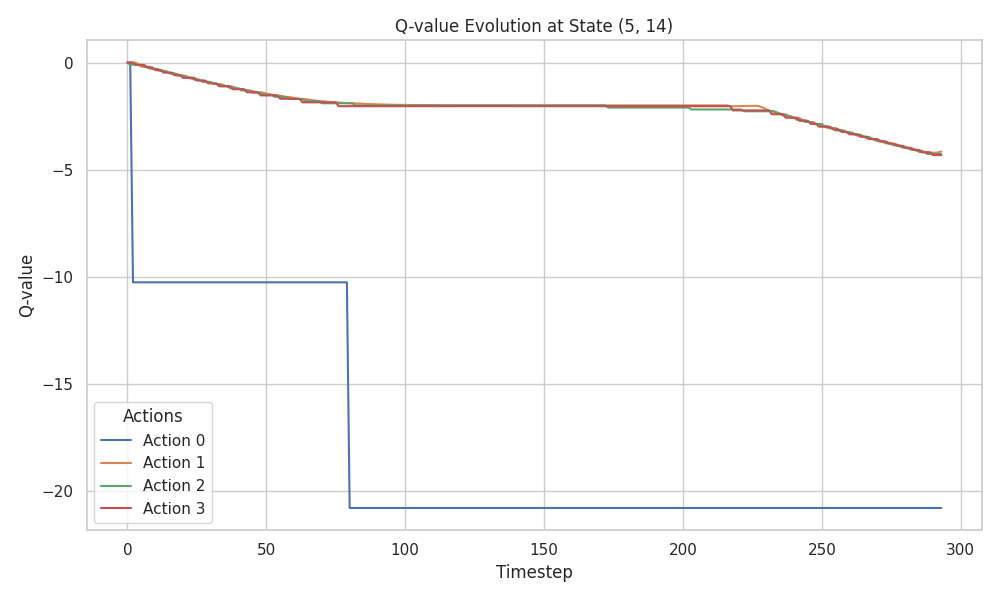 Q-value Evolution at State (5, 14)
Q-value
0
−5
−10
−15
−20
Actions
Action 0
Action 1
Action 2
Action 3
0 50 100 150 200 250 300
Timestep